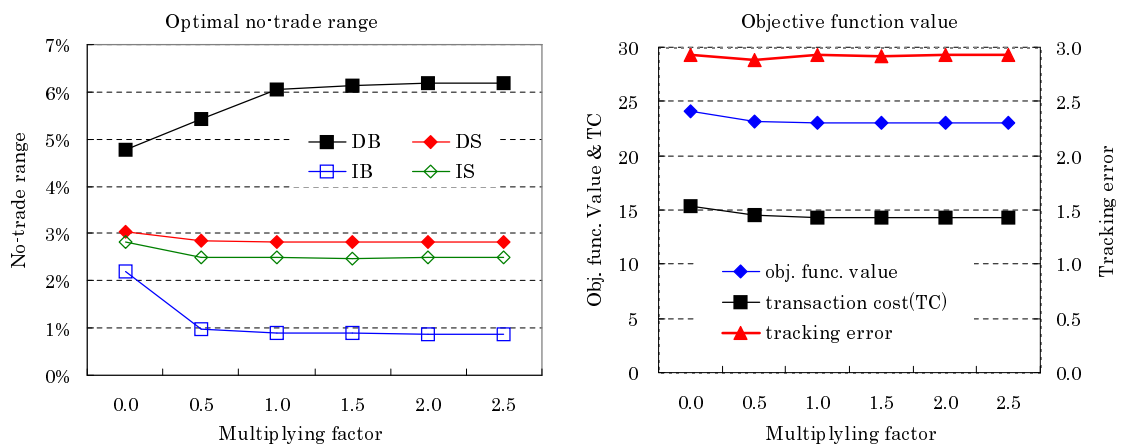 Optimal no-trade range
7%
6%
5%
4%
3%
2%
1%
0%
No-trade range
DB
DS
IB
IS
0.0 0.5 1.0 1.5 2.0 2.5
Multiplying factor
Objective function value
30
25
20
15
10
5
0
Obj. func. Value & TC
3.0
2.5
2.0
1.5
1.0
0.5
0.0
Tracking error
obj. func. value
transaction cost(TC)
tracking error
0.0 0.5 1.0 1.5 2.0 2.5
Multiplyling factor